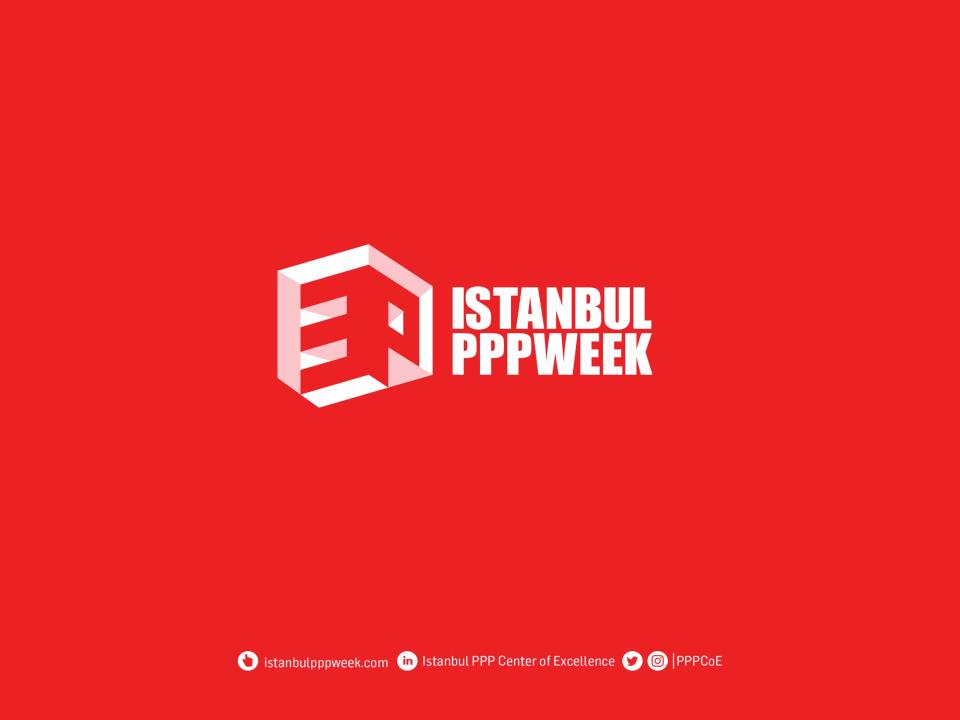 ISTANBUL
PPPWEEK
istanbulpppweek.com Istanbul PPP Center of Excellence |PPPCoE